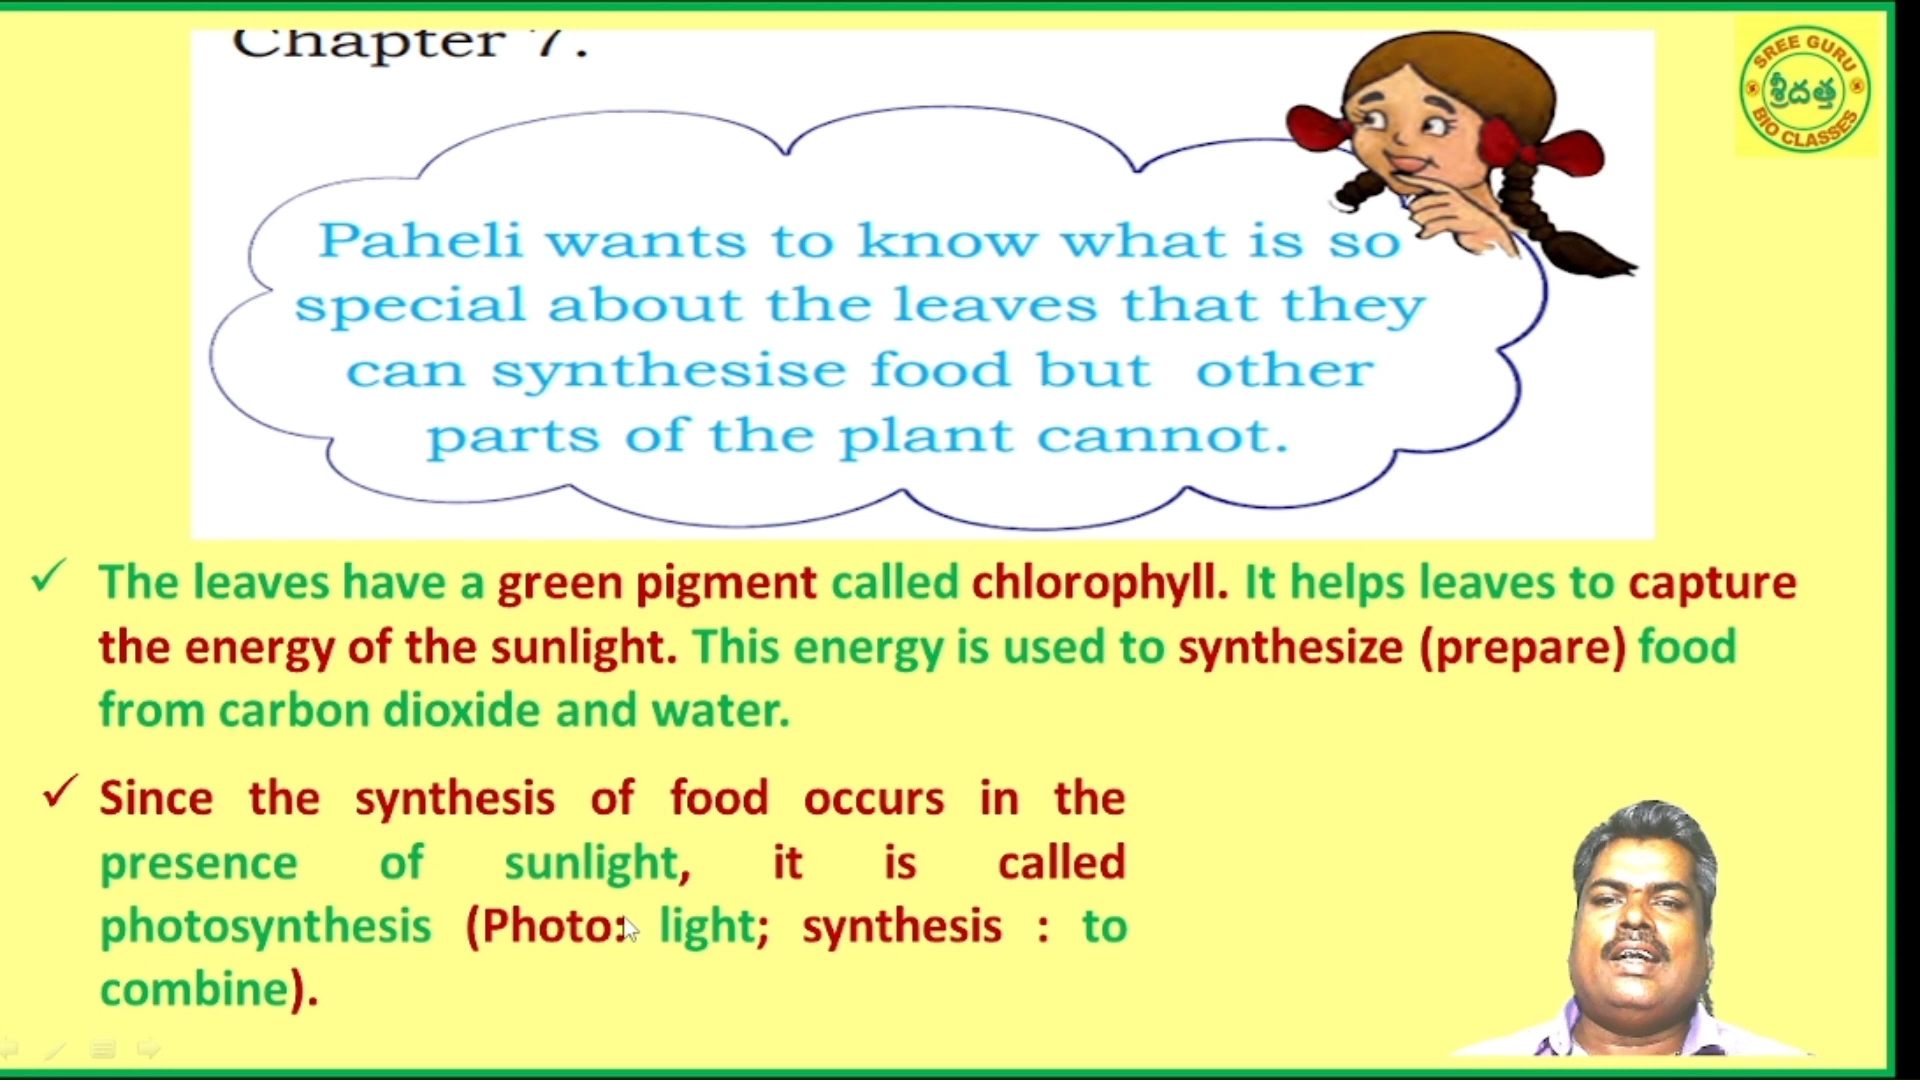 Chapter 7.
Paheli wants to know what is so
special about the leaves that they
can synthesise food but other
parts of the plant cannot.
SREE GURU
శ్రీదత్త
BIO CLASSES
✓ The leaves have a green pigment called chlorophyll. It helps leaves to capture
the energy of the sunlight. This energy is used to synthesize (prepare) food
from carbon dioxide and water.
✓ Since the synthesis of food occurs in the
presence of sunlight, it is called
photosynthesis (Photo: light; synthesis : to
combine).